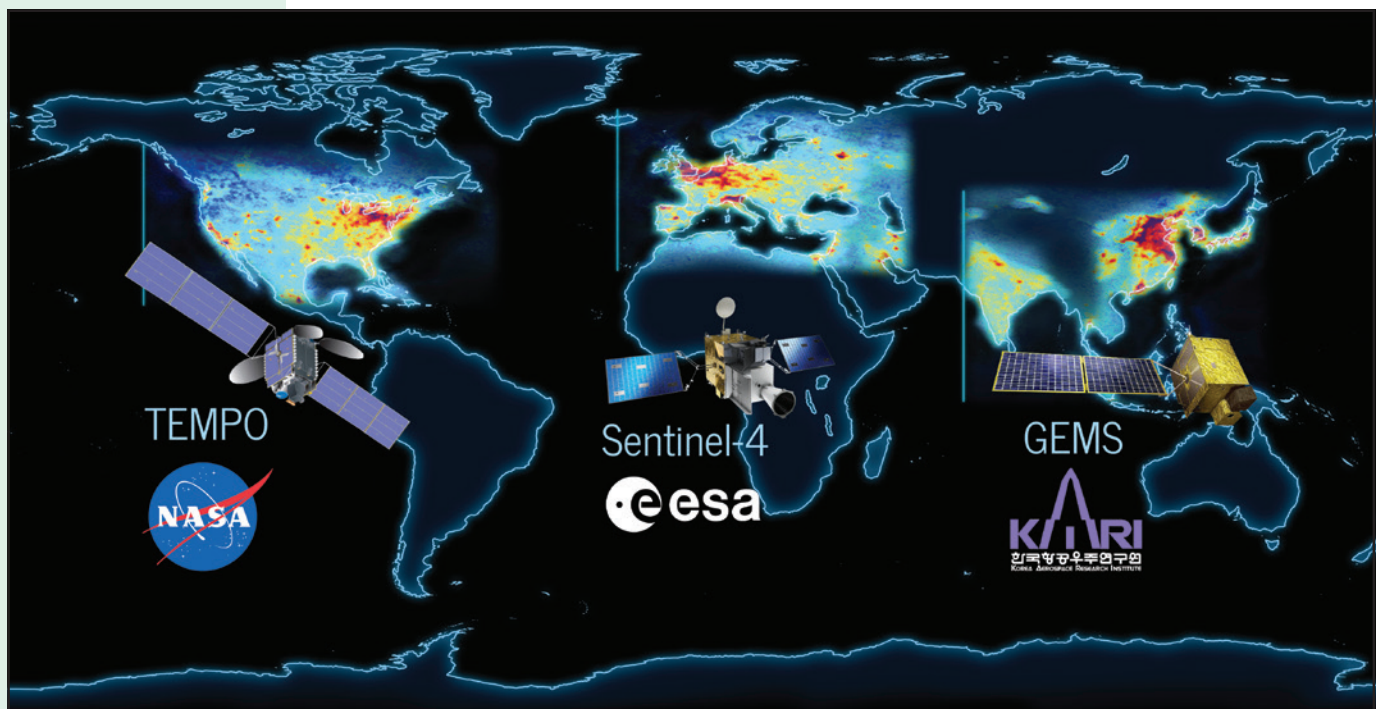 TEMPO
NASA
Sentinel-4
esa
GEMS
KARI
한국항공우주연구원
KOREA AEROSPACE RESEARCH INSTITUTE